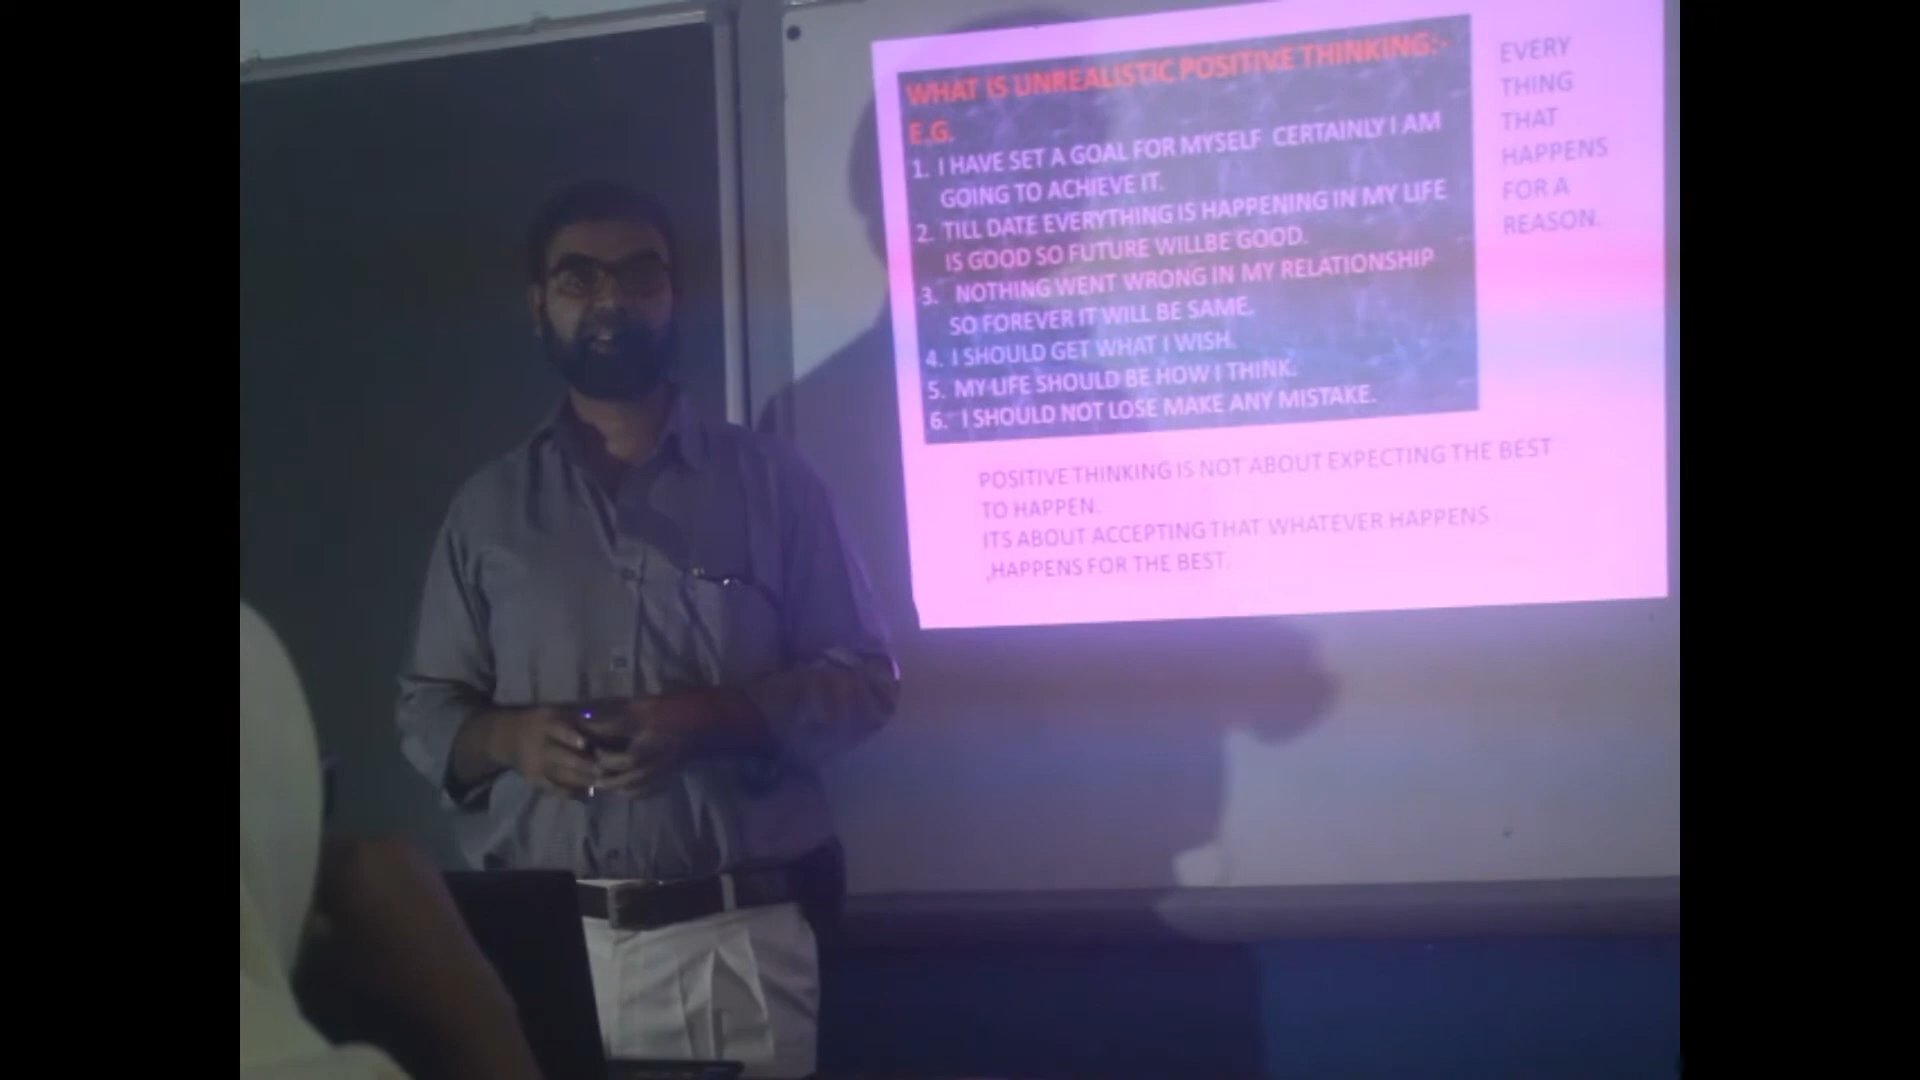 WHAT IS UNREALISTIC POSITIVE THINKING:-
E.G.
1. I HAVE SET A GOAL FOR MYSELF CERTAINLY I AM
GOING TO ACHIEVE IT.
2. TILL DATE EVERYTHING IS HAPPENING IN MY LIFE
IS GOOD SO FUTURE WILLBE GOOD.
3. NOTHING WENT WRONG IN MY RELATIONSHIP
SO FOREVER IT WILL BE SAME.
4. I SHOULD GET WHAT I WISH.
5. MY LIFE SHOULD BE HOW I THINK.
6. I SHOULD NOT LOSE MAKE ANY MISTAKE.
EVERY
THING
THAT
HAPPENS
FOR A
REASON.
POSITIVE THINKING IS NOT ABOUT EXPECTING THE BEST
TO HAPPEN.
ITS ABOUT ACCEPTING THAT WHATEVER HAPPENS
,HAPPENS FOR THE BEST.